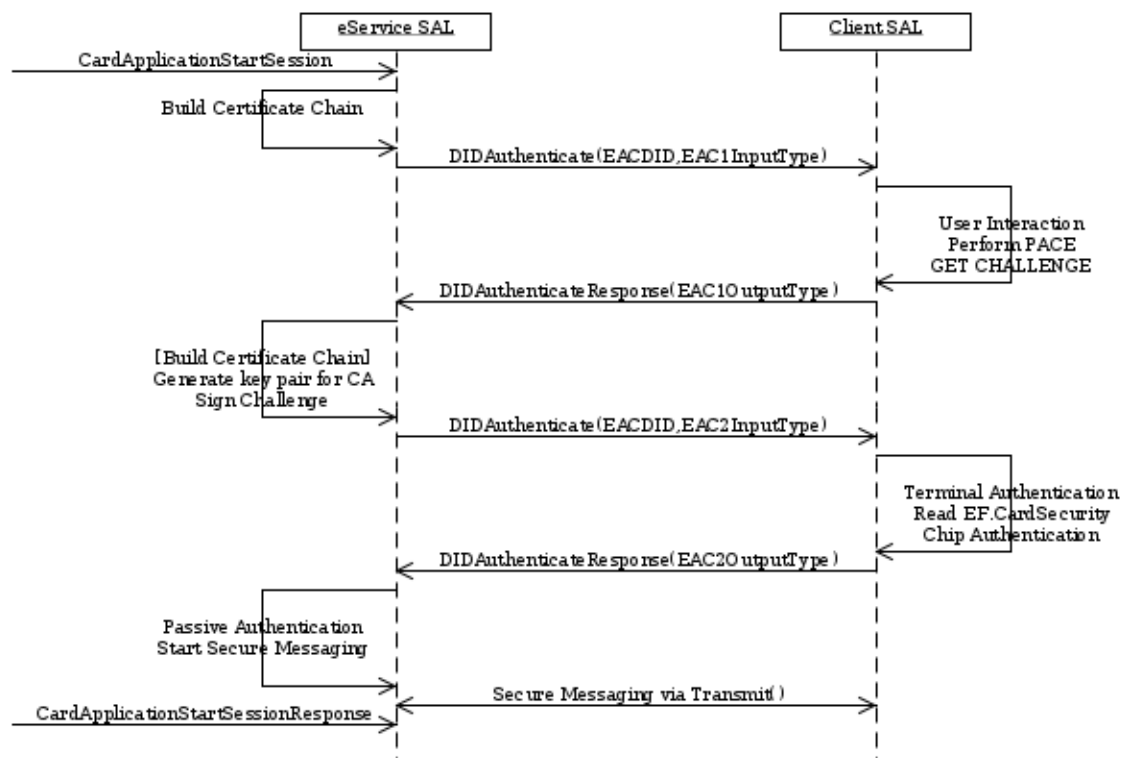 eService SAL
Client SAL
CardApplicationStartSession
Build Certificate Chain
DIDAuthenticate(EACDID,EAC1InputType)
User Interaction
Perform PACE
GET CHALLENGE
DIDAuthenticateResponse(EAC1OutputType)
[Build Certificate Chain]
Generate key pair for CA
Sign Challenge
DIDAuthenticate(EACDID,EAC2InputType)
Terminal Authentication
Read EF.CardSecurity
Chip Authentication
DIDAuthenticateResponse(EAC2OutputType)
Passive Authentication
Start Secure Messaging
Secure Messaging via Transmit()
CardApplicationStartSessionResponse